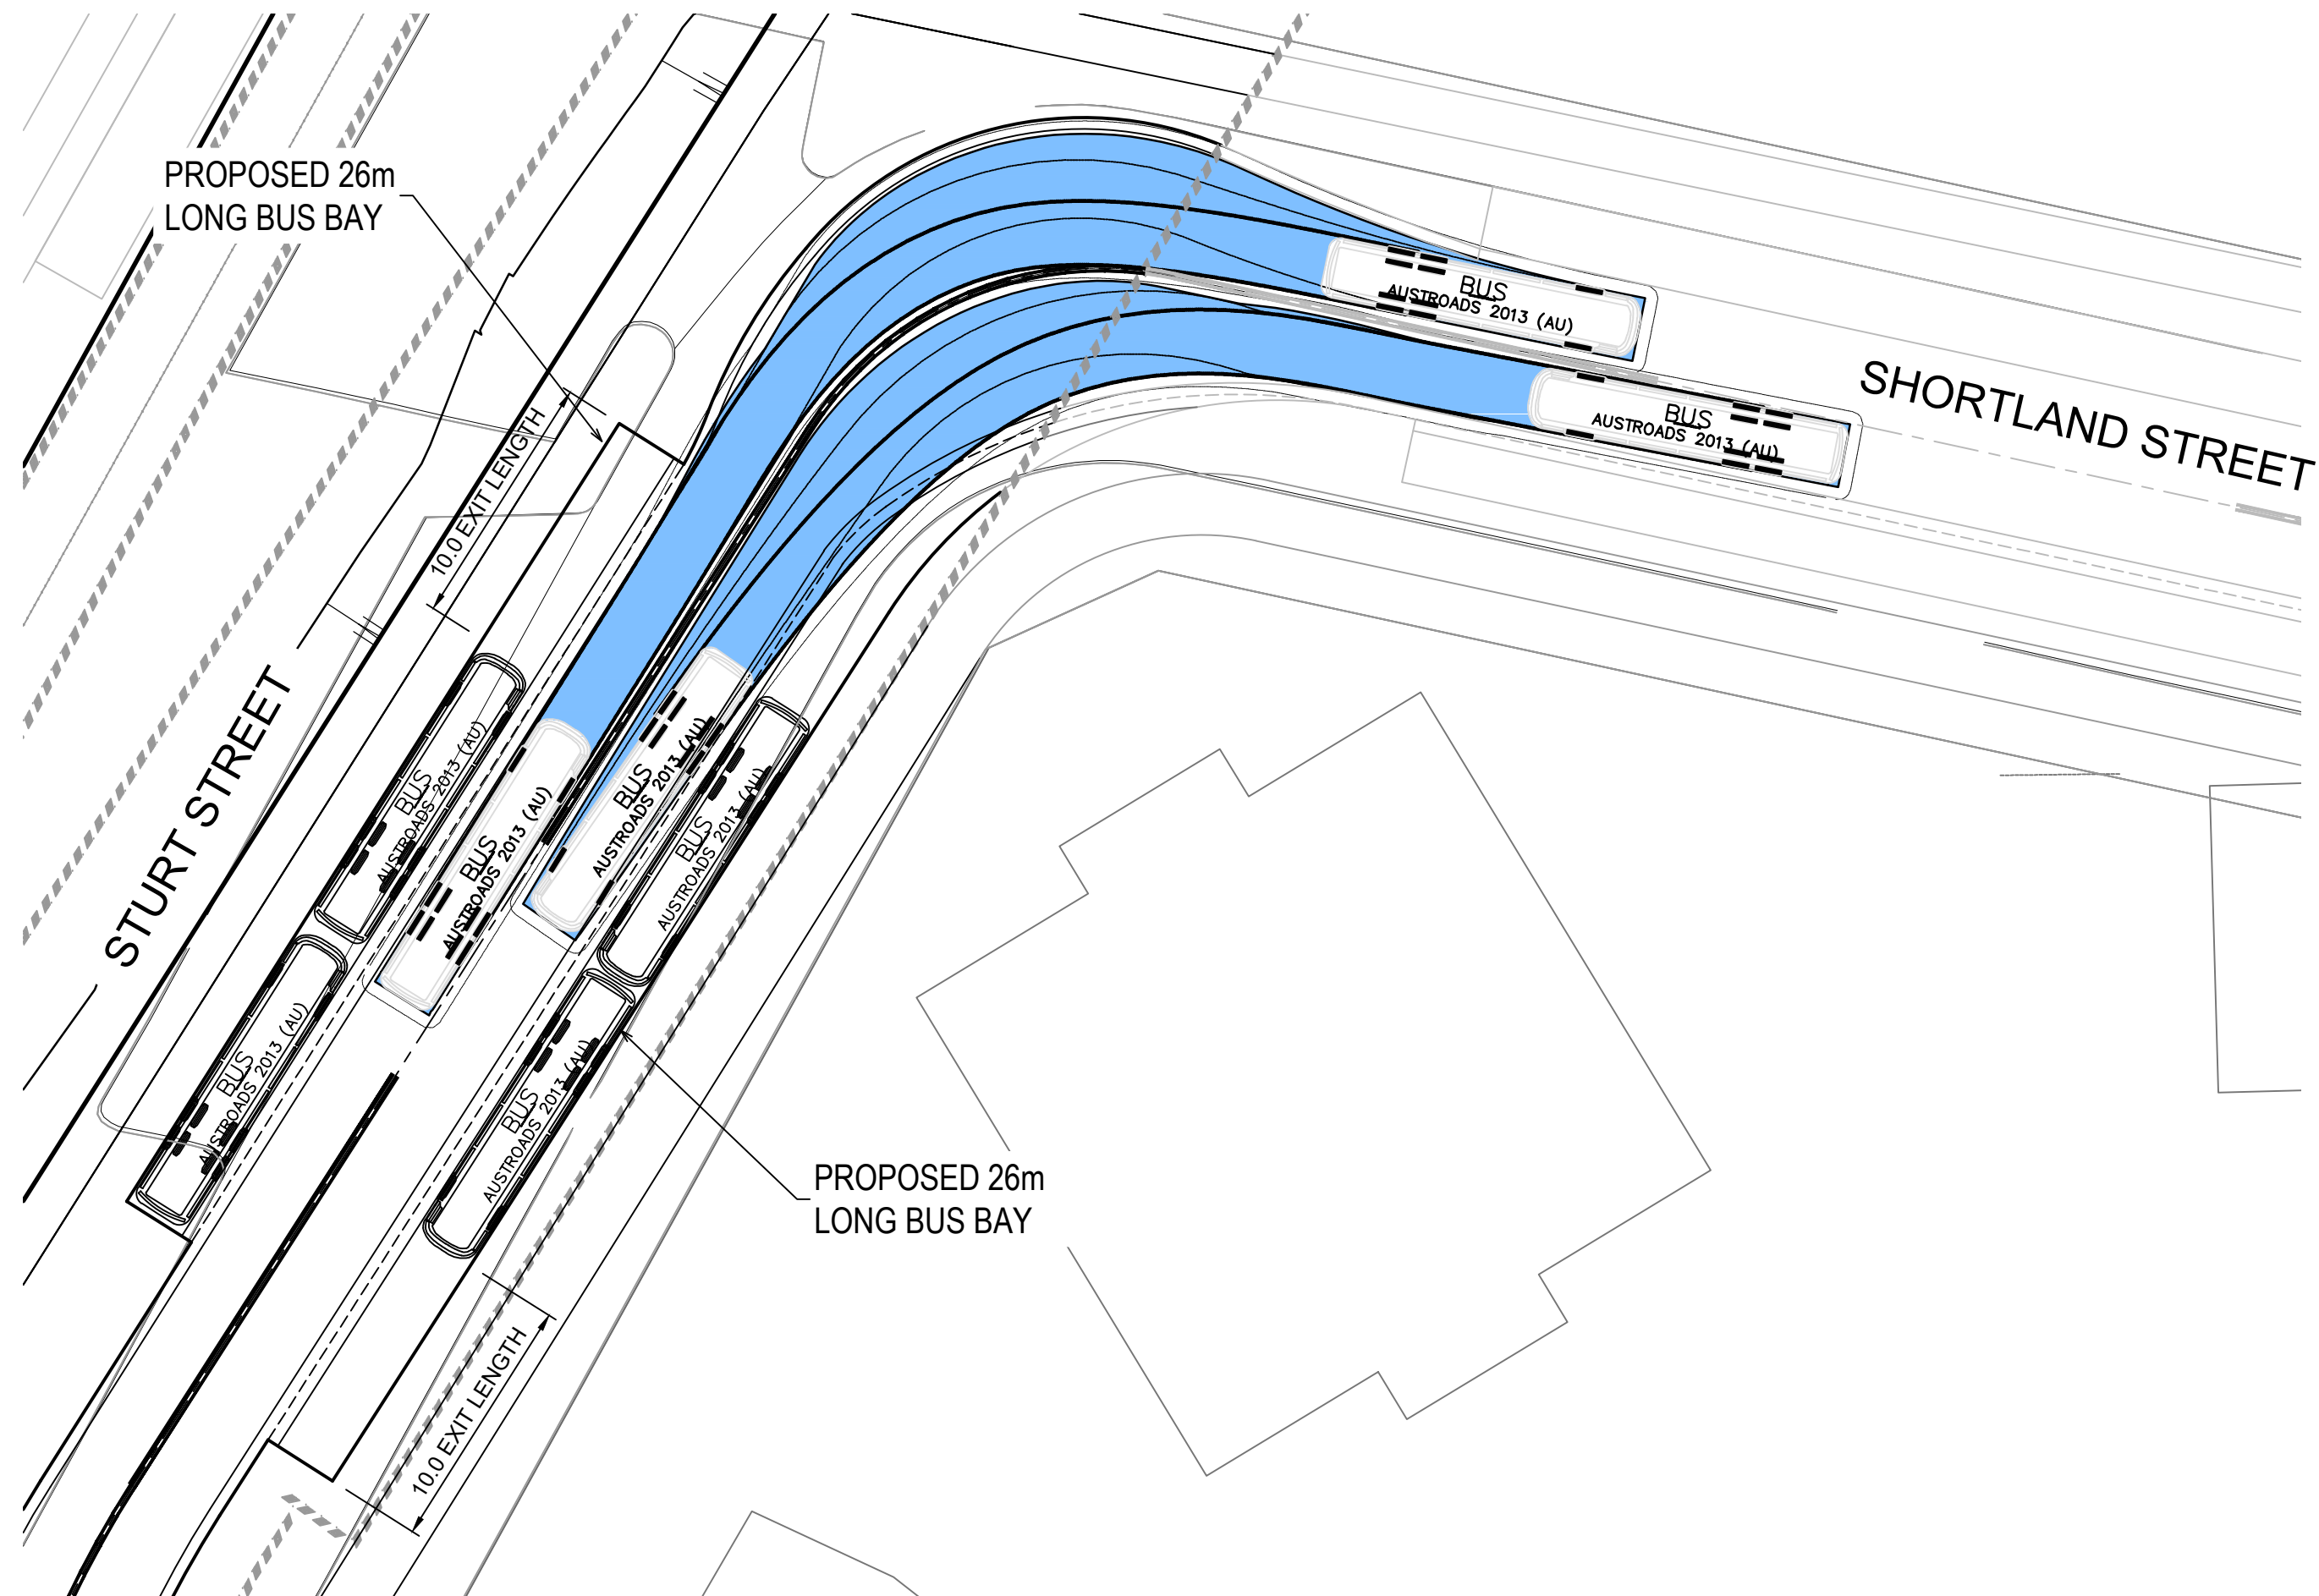 PROPOSED 26m
LONG BUS BAY
10.0 EXIT LENGTH
BUS
AUSTROADS 2013 (AU)
BUS
AUSTROADS 2013 (AU)
SHORTLAND STREET
STURT STREET
BUS
AUSTROADS 2013 (AU)
BUS
AUSTROADS 2013 (AU)
BUS
AUSTROADS 2013 (AU)
BUS
AUSTROADS 2013 (AU)
BUS
AUSTROADS 2013 (AU)
BUS
AUSTROADS 2013 (AU)
PROPOSED 26m
LONG BUS BAY
10.0 EXIT LENGTH